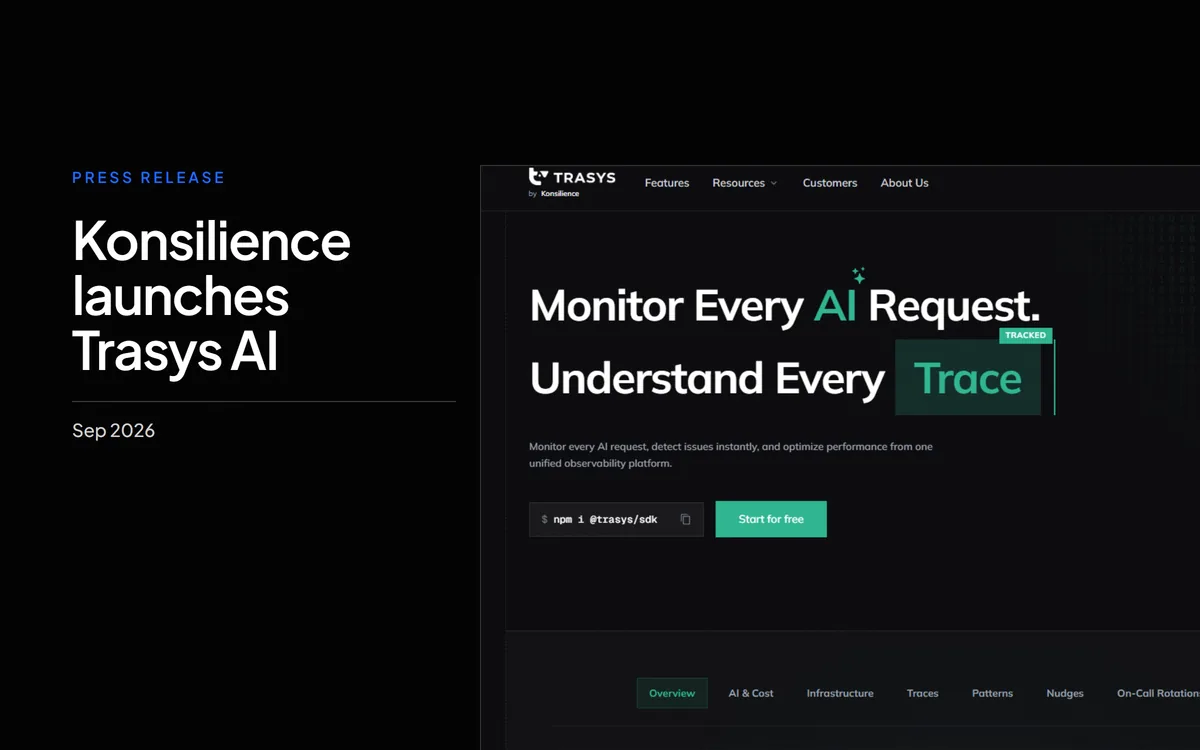 PRESS RELEASE
Konsilience
launches
Trasys AI
Sep 2026
TRASYS
by Konsilience
Features
Resources
Customers
About Us
Monitor Every AI Request.
TRACKED
Understand Every Trace
Monitor every AI request, detect issues instantly, and optimize performance from one
unified observability platform.
$ npm i @trasys/sdk
Start for free
Overview
AI & Cost
Infrastructure
Traces
Patterns
Nudges
On-Call Rotations